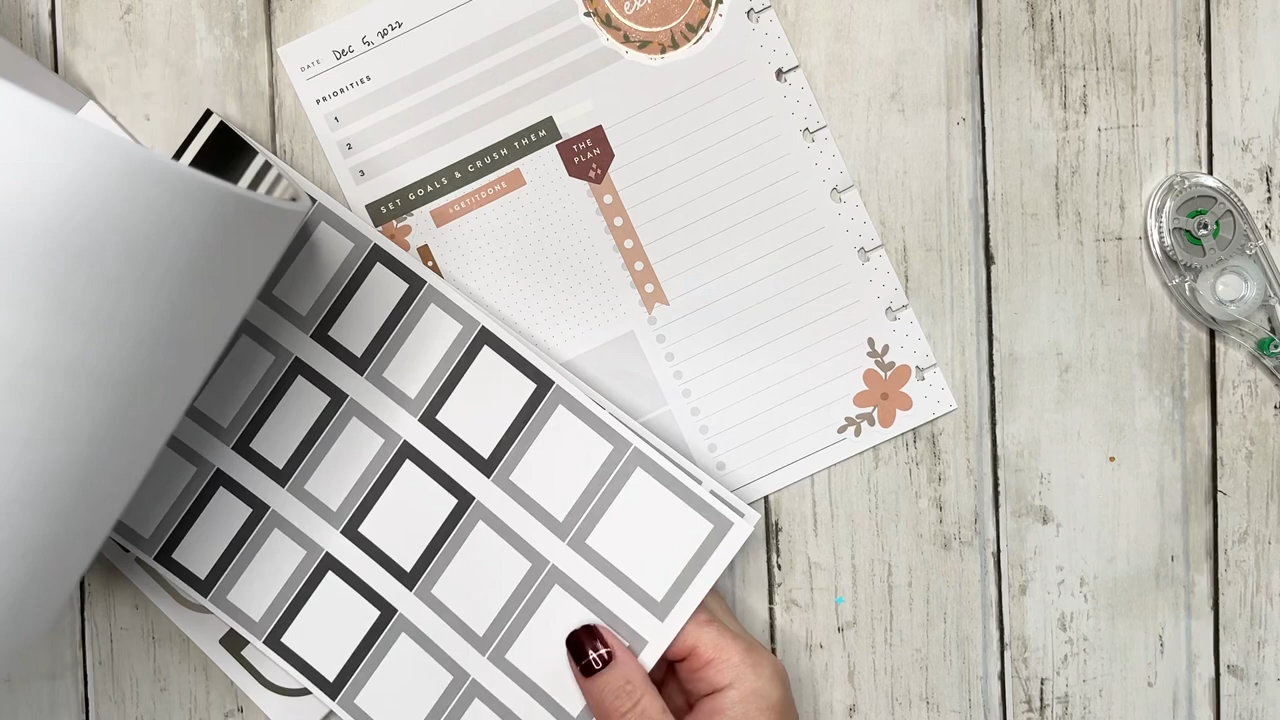 DATE: Dec 5, 2022
PRIORITIES
1
2
3
SET GOALS & CRUSH THEM
#GETITDONE
THE
PLAN